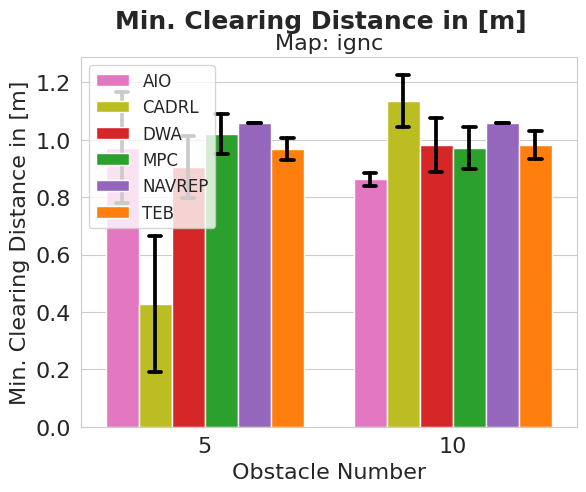 Min. Clearing Distance in [m]
Map: ignc
Min. Clearing Distance in [m]
1.2
1.0
0.8
0.6
0.4
0.2
0.0
AIO
CADRL
DWA
MPC
NAVREP
TEB
5
10
Obstacle Number